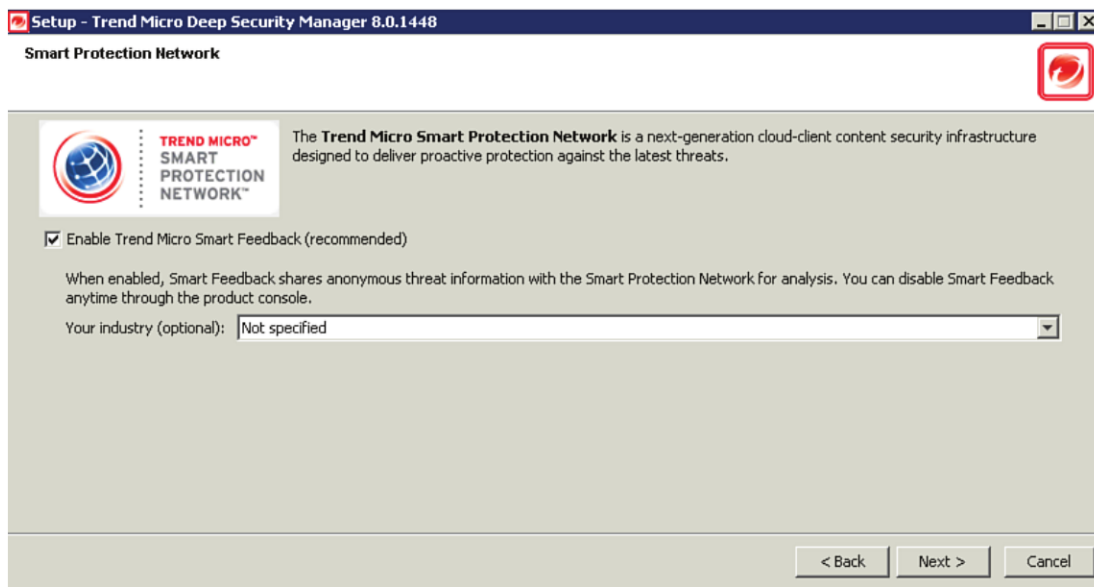 Setup - Trend Micro Deep Security Manager 8.0.1448
Smart Protection Network
TREND MICRO™
SMART
PROTECTION
NETWORK™
The Trend Micro Smart Protection Network is a next-generation cloud-client content security infrastructure
designed to deliver proactive protection against the latest threats.
Enable Trend Micro Smart Feedback (recommended)
When enabled, Smart Feedback shares anonymous threat information with the Smart Protection Network for analysis. You can disable Smart Feedback
anytime through the product console.
Your industry (optional): Not specified
< Back Next > Cancel